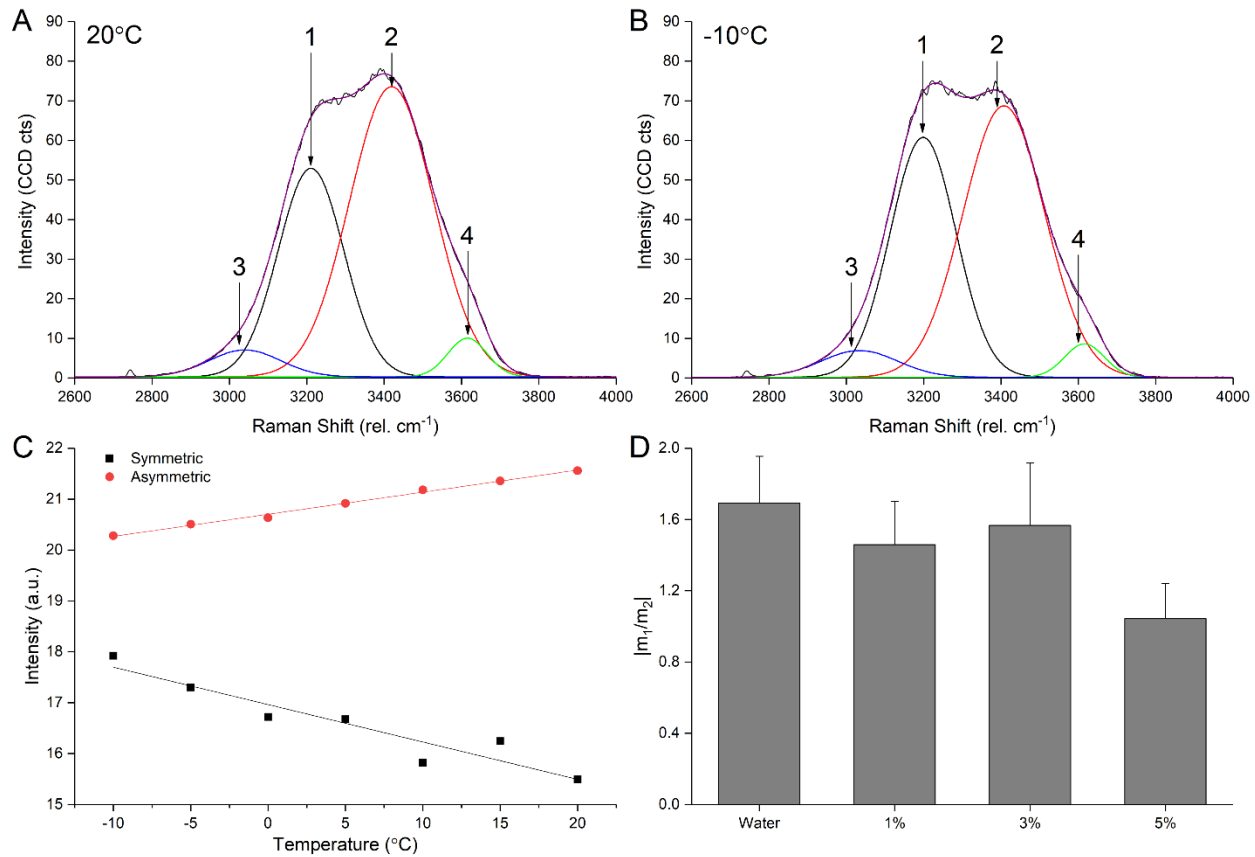 A
20°C
1
2
3
4
90
80
70
60
50
40
30
20
10
0
Intensity (CCD cts)
2600 2800 3000 3200 3400 3600 3800 4000
Raman Shift (rel. cm⁻¹)
B
-10°C
1
2
3
4
90
80
70
60
50
40
30
20
10
0
Intensity (CCD cts)
2600 2800 3000 3200 3400 3600 3800 4000
Raman Shift (rel. cm⁻¹)
C
Symmetric
Asymmetric
22
21
20
19
18
17
16
15
Intensity (a.u.)
-10 -5 0 5 10 15 20
Temperature (°C)
D
2.0
1.6
1.2
0.8
0.4
0.0
|m₁/m₂|
Water 1% 3% 5%